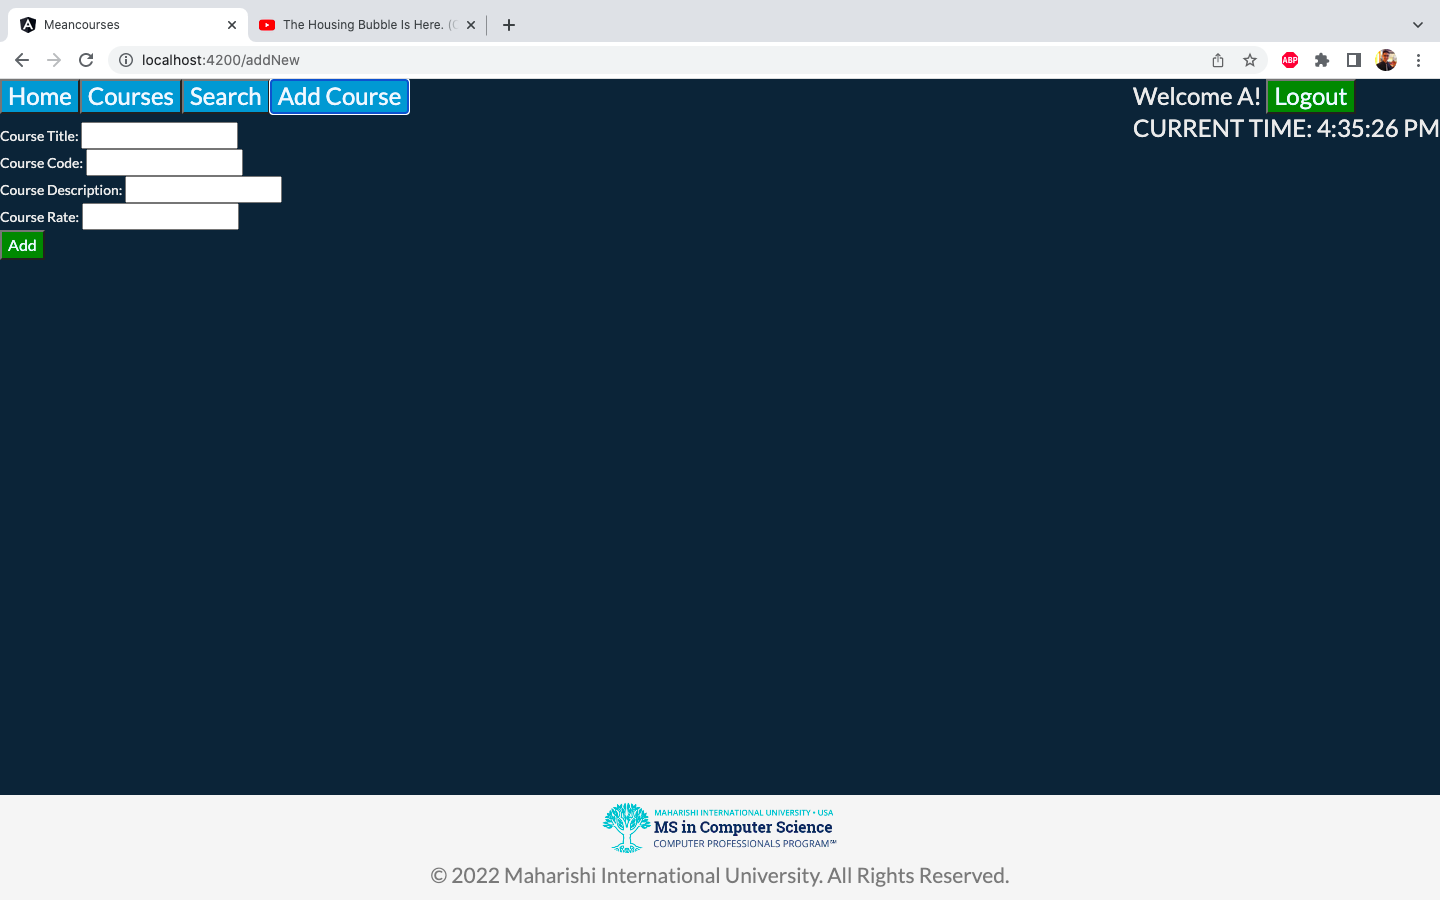 Meancourses
The Housing Bubble Is Here. (
localhost:4200/addNew
ABP
Home Courses Search Add Course
Welcome A! Logout
CURRENT TIME: 4:35:26 PM
Course Title:
Course Code:
Course Description:
Course Rate:
Add
MAHARISHI INTERNATIONAL UNIVERSITY • USA
MS in Computer Science
COMPUTER PROFESSIONALS PROGRAM℠
© 2022 Maharishi International University. All Rights Reserved.